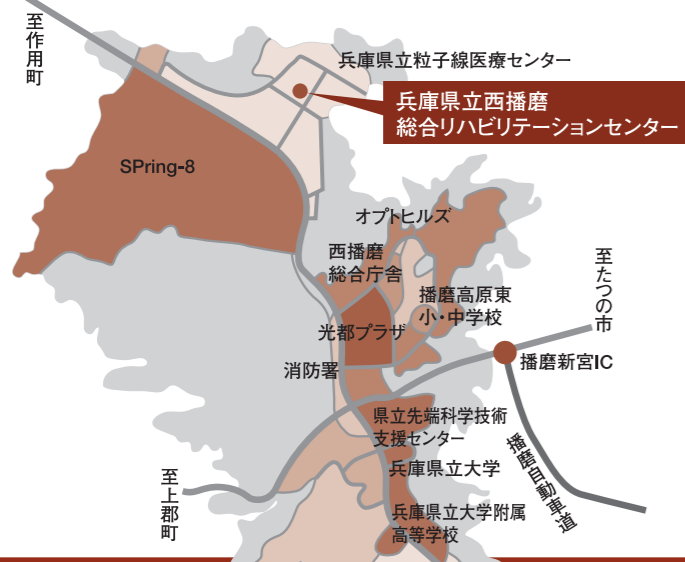 至作用町
兵庫県立粒子線医療センター
兵庫県立西播磨
総合リハビリテーションセンター
SPring-8
オプトヒルズ
西播磨
総合庁舎
至たつの市
播磨高原東
小・中学校
光都プラザ
消防署
播磨新宮IC
県立先端科学技術
支援センター
播磨自動車道
兵庫県立大学
至上郡町
兵庫県立大学附属
高等学校